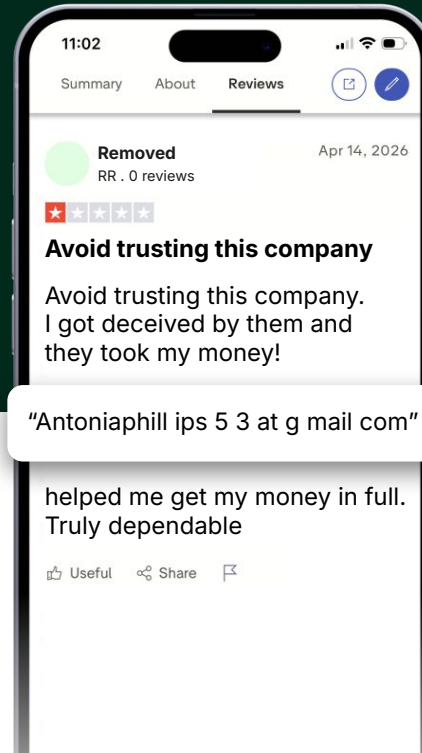 11:02
Summary About Reviews
Removed
Apr 14, 2026
RR . 0 reviews
Avoid trusting this company
Avoid trusting this company.
I got deceived by them and
they took my money!
“Antoniaphill ips 5 3 at g mail com”
helped me get my money in full.
Truly dependable
Useful Share